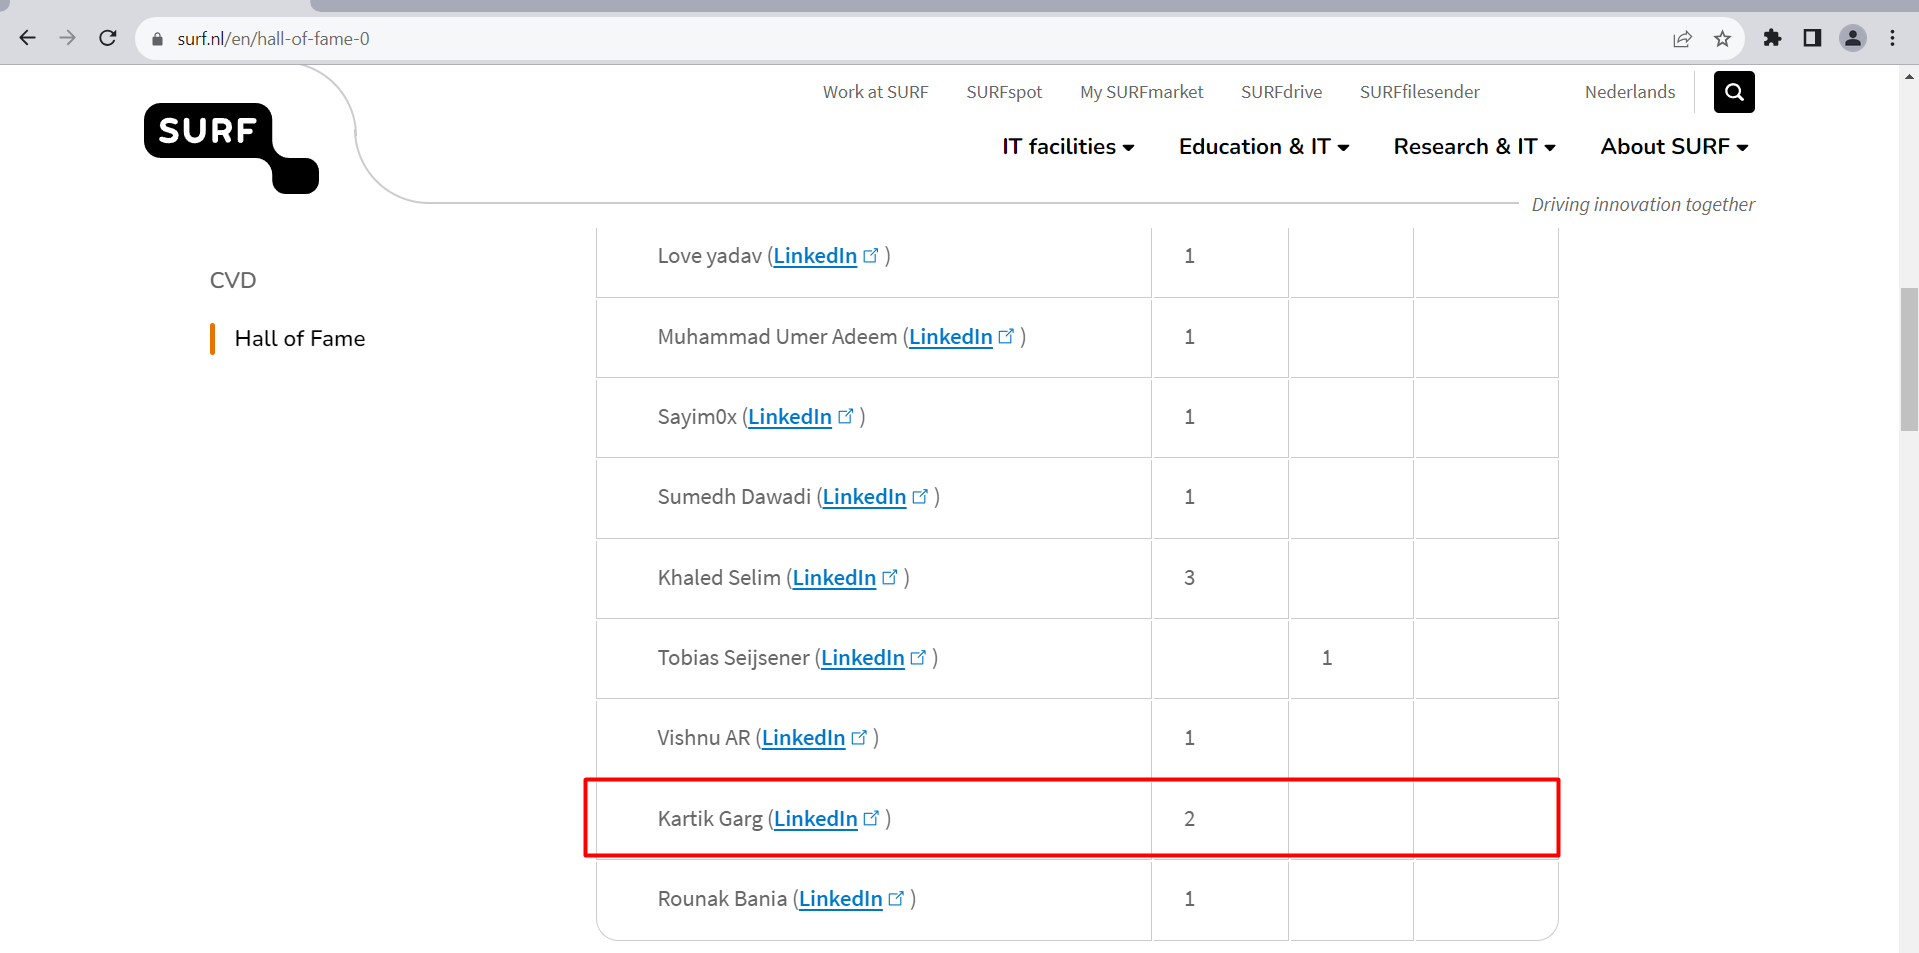 surf.nl/en/hall-of-fame-0
Work at SURF SURFspot My SURFmarket SURFdrive SURFfilesender Nederlands
SURF
IT facilities Education & IT Research & IT About SURF
Driving innovation together
CVD
Hall of Fame
Love yadav (LinkedIn ) 1
Muhammad Umer Adeem (LinkedIn ) 1
Sayim0x (LinkedIn ) 1
Sumedh Dawadi (LinkedIn ) 1
Khaled Selim (LinkedIn ) 3
Tobias Seijsener (LinkedIn ) 1
Vishnu AR (LinkedIn ) 1
Kartik Garg (LinkedIn ) 2
Rounak Bania (LinkedIn ) 1